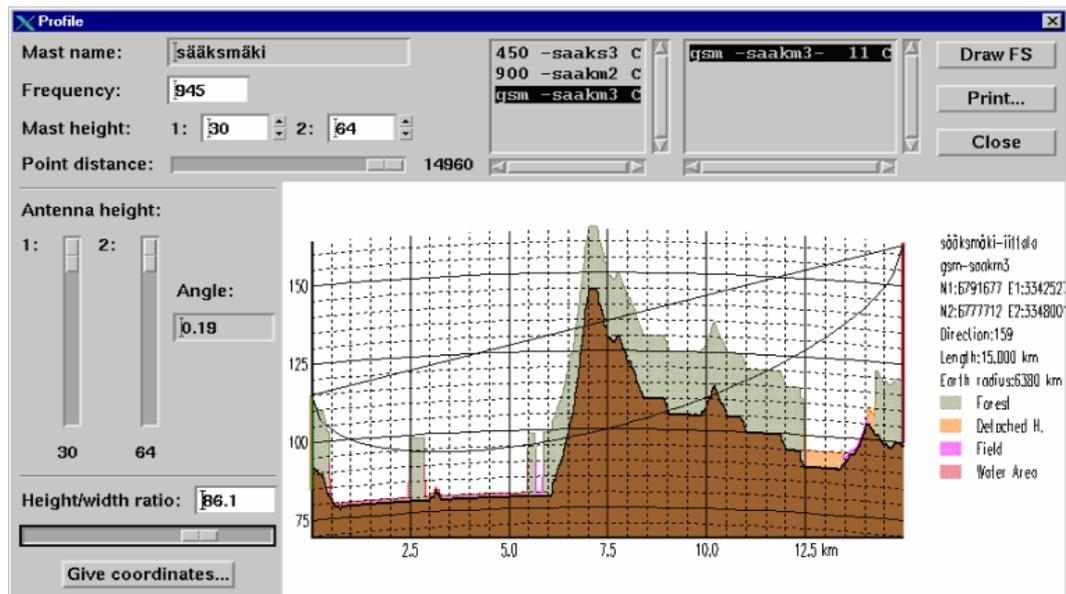 Profile
Mast name: sääksmäki
Frequency: 945
Mast height: 1: 30 2: 64
Point distance: 14960
450 -saaks3 C
900 -saakm2 C
gsm -saakm3 C
gsm -saakm3- 11 C
Draw FS
Print...
Close
Antenna height:
1: 2:
Angle:
0.19
30 64
Height/width ratio: 86.1
Give coordinates...
150
125
100
75
2.5 5.0 7.5 10.0 12.5 km
sääksmäki-iittala
gsm-saakm3
N1:6791677 E1:3342527
N2:6777712 E2:3348001
Direction:159
Length:15.000 km
Earth radius:6380 km
Forest
Detached H.
Field
Water Area